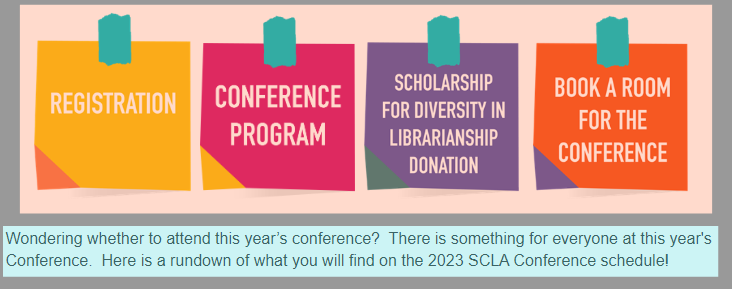 REGISTRATION
CONFERENCE
PROGRAM
SCHOLARSHIP
FOR DIVERSITY IN
LIBRARIANSHIP
DONATION
BOOK A ROOM
FOR THE
CONFERENCE
Wondering whether to attend this year’s conference?  There is something for everyone at this year's
Conference.  Here is a rundown of what you will find on the 2023 SCLA Conference schedule!